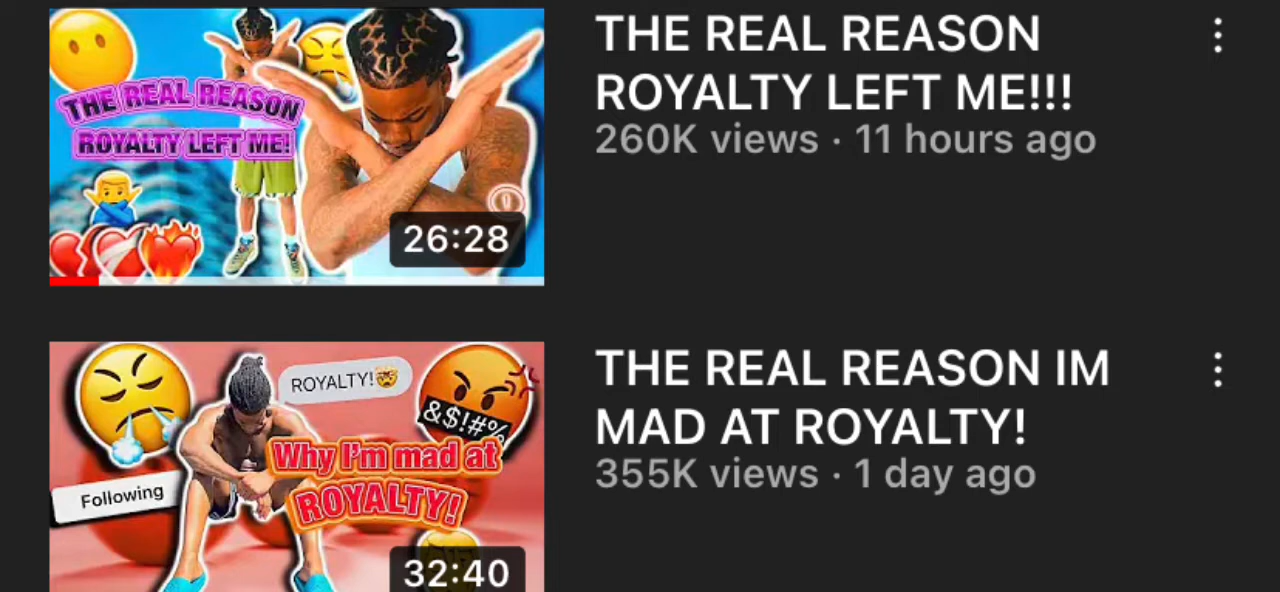 THE REAL REASON
ROYALTY LEFT ME!
26:28
THE REAL REASON
ROYALTY LEFT ME!!!
260K views · 11 hours ago
ROYALTY!
&$!#%
Why I'm mad at
ROYALTY!
Following
32:40
THE REAL REASON IM
MAD AT ROYALTY!
355K views · 1 day ago